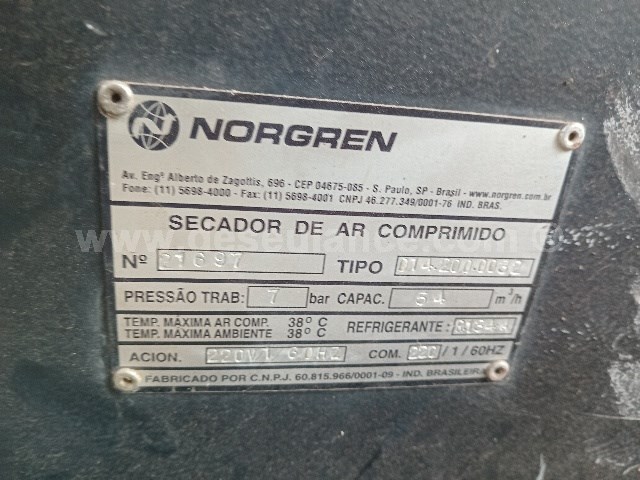 NORGREN
Av. Engº Alberto de Zagottis, 696 - CEP 04675-085 - S. Paulo, SP - Brasil - www.norgren.com.br
Fone: (11) 5698-4000 - Fax: (11) 5698-4001 CNPJ 46.277.349/0001-76 IND. BRAS.
SECADOR DE AR COMPRIMIDO
Nº 21697 TIPO
PRESSÃO TRAB: 7 bar CAPAC. 64 m³/h
TEMP. MÁXIMA AR COMP. 38º C REFRIGERANTE:
TEMP. MÁXIMA AMBIENTE 38º C
ACION. 220V/1/60HZ COM. 220/1/60HZ
FABRICADO POR C.N.P.J. 60.815.966/0001-09 - IND. BRASILEIRA